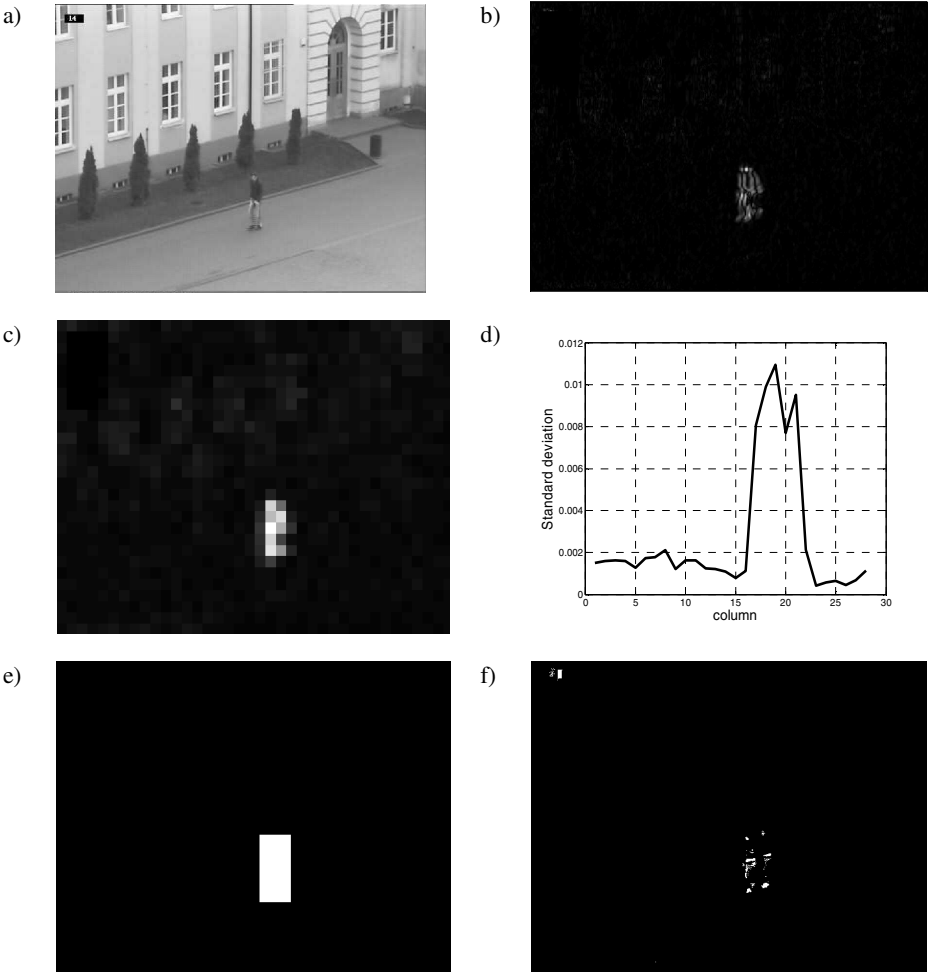 a)
14
b)
c)
d)
0.012
0.01
0.008
0.006
0.004
0.002
0
0 5 10 15 20 25 30
Standard deviation
column
e)
f)